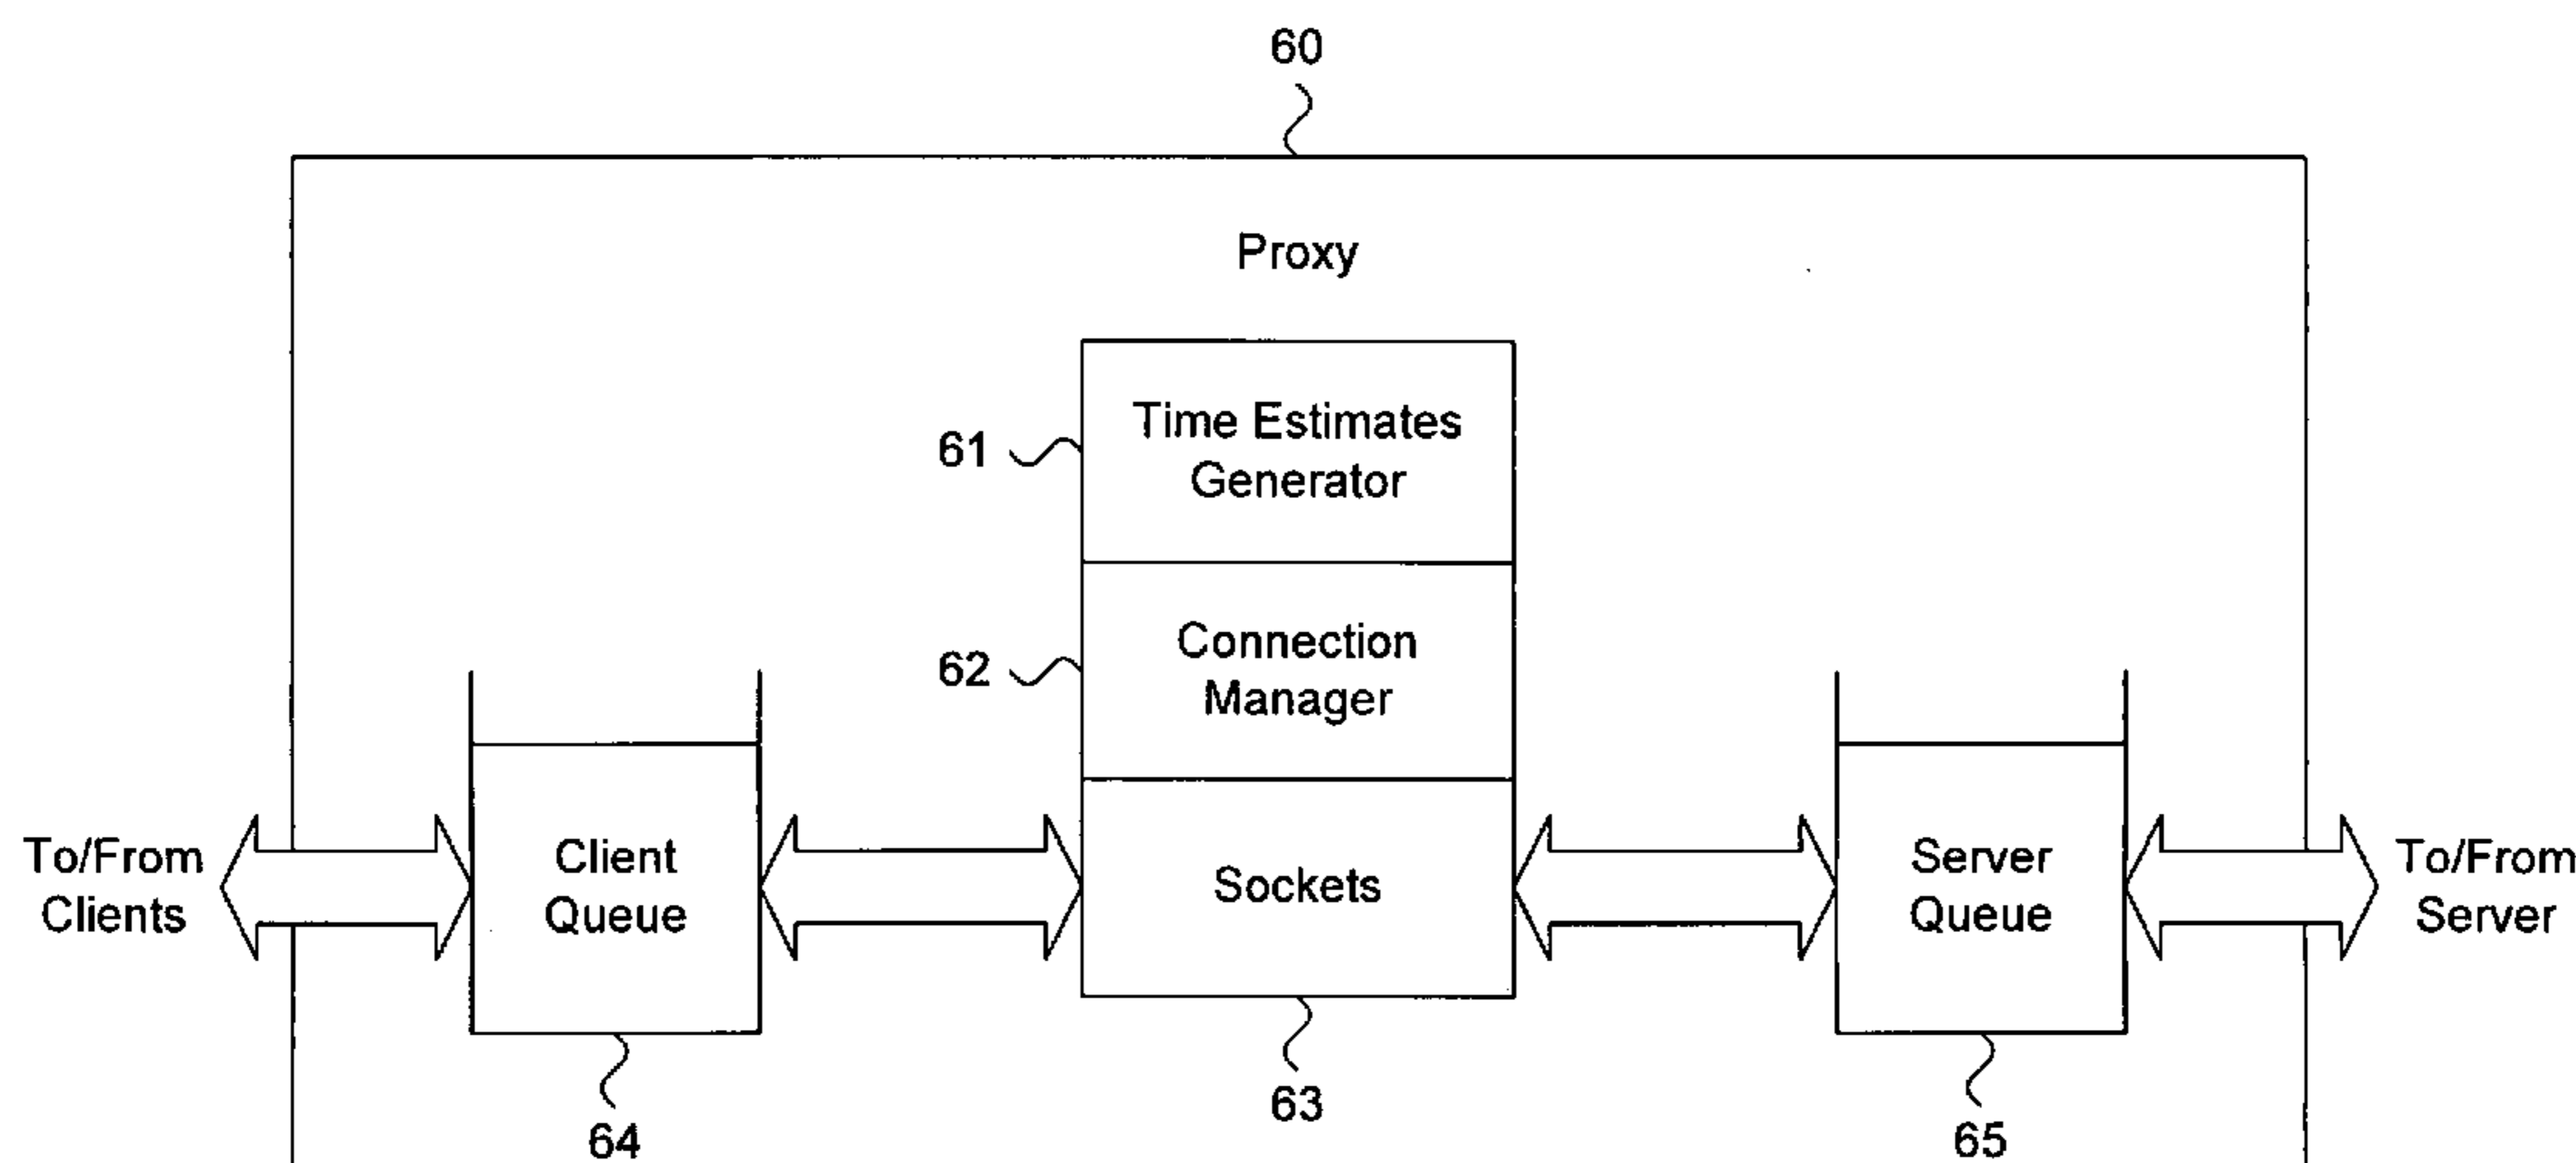 60
Proxy
61
Time Estimates
Generator
62
Connection
Manager
To/From
Clients
Client
Queue
Sockets
Server
Queue
To/From
Server
64
63
65